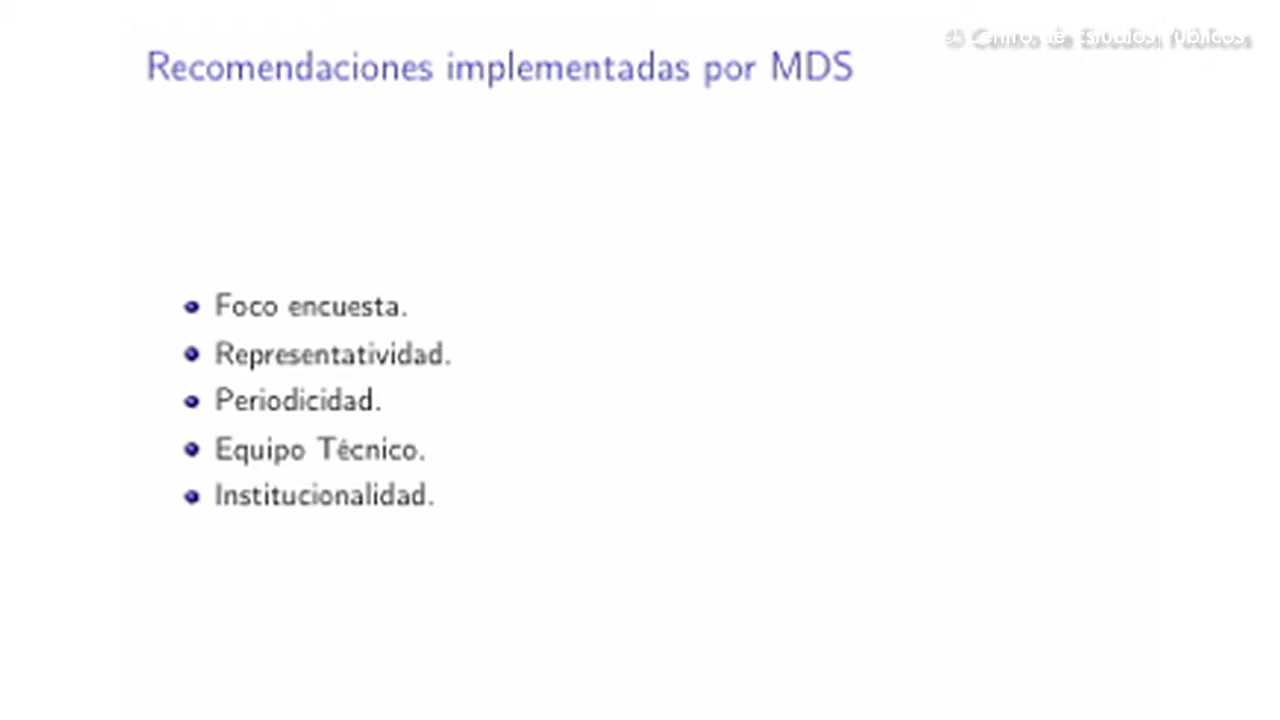 © Centro de Estudios Públicos
Recomendaciones implementadas por MDS
Foco encuesta.
Representatividad.
Periodicidad.
Equipo Técnico.
Institucionalidad.